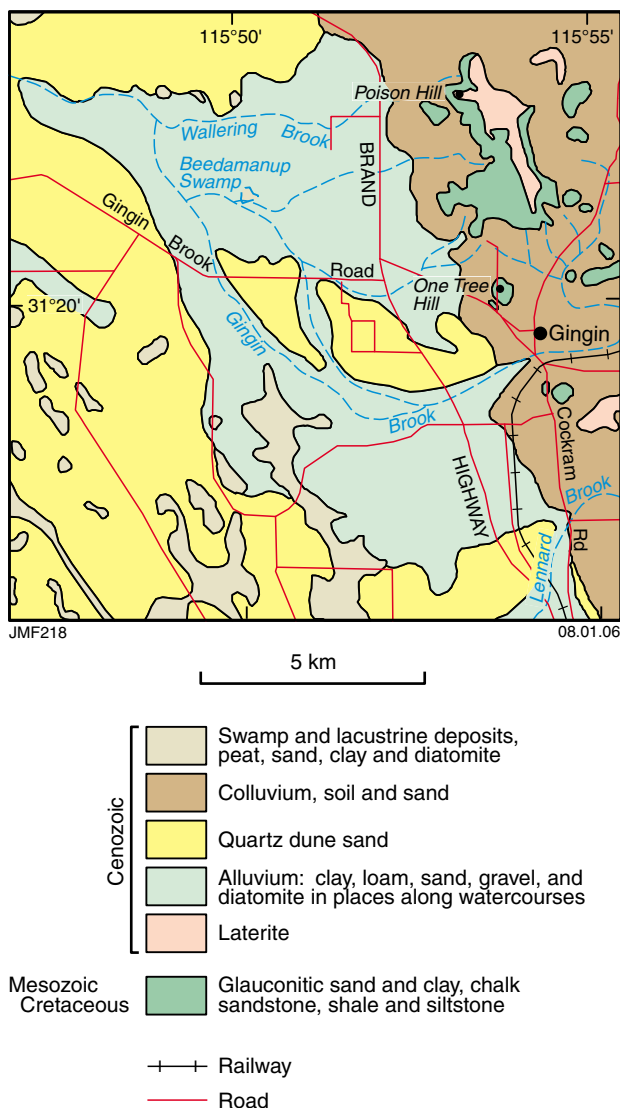 115°50'
115°55'
Poison Hill
Wallering Brook
BRAND
Beedamanup
Swamp
Gingin
Brook
Road
One Tree
Hill
31°20'
Gingin
Gingin
Brook
Cockram
HIGHWAY
Brook
Rd
Lennard
JMF218
08.01.06
5 km
Cenozoic
Swamp and lacustrine deposits,
peat, sand, clay and diatomite
Colluvium, soil and sand
Quartz dune sand
Alluvium: clay, loam, sand, gravel, and
diatomite in places along watercourses
Laterite
Mesozoic
Cretaceous
Glauconitic sand and clay, chalk
sandstone, shale and siltstone
Railway
Road